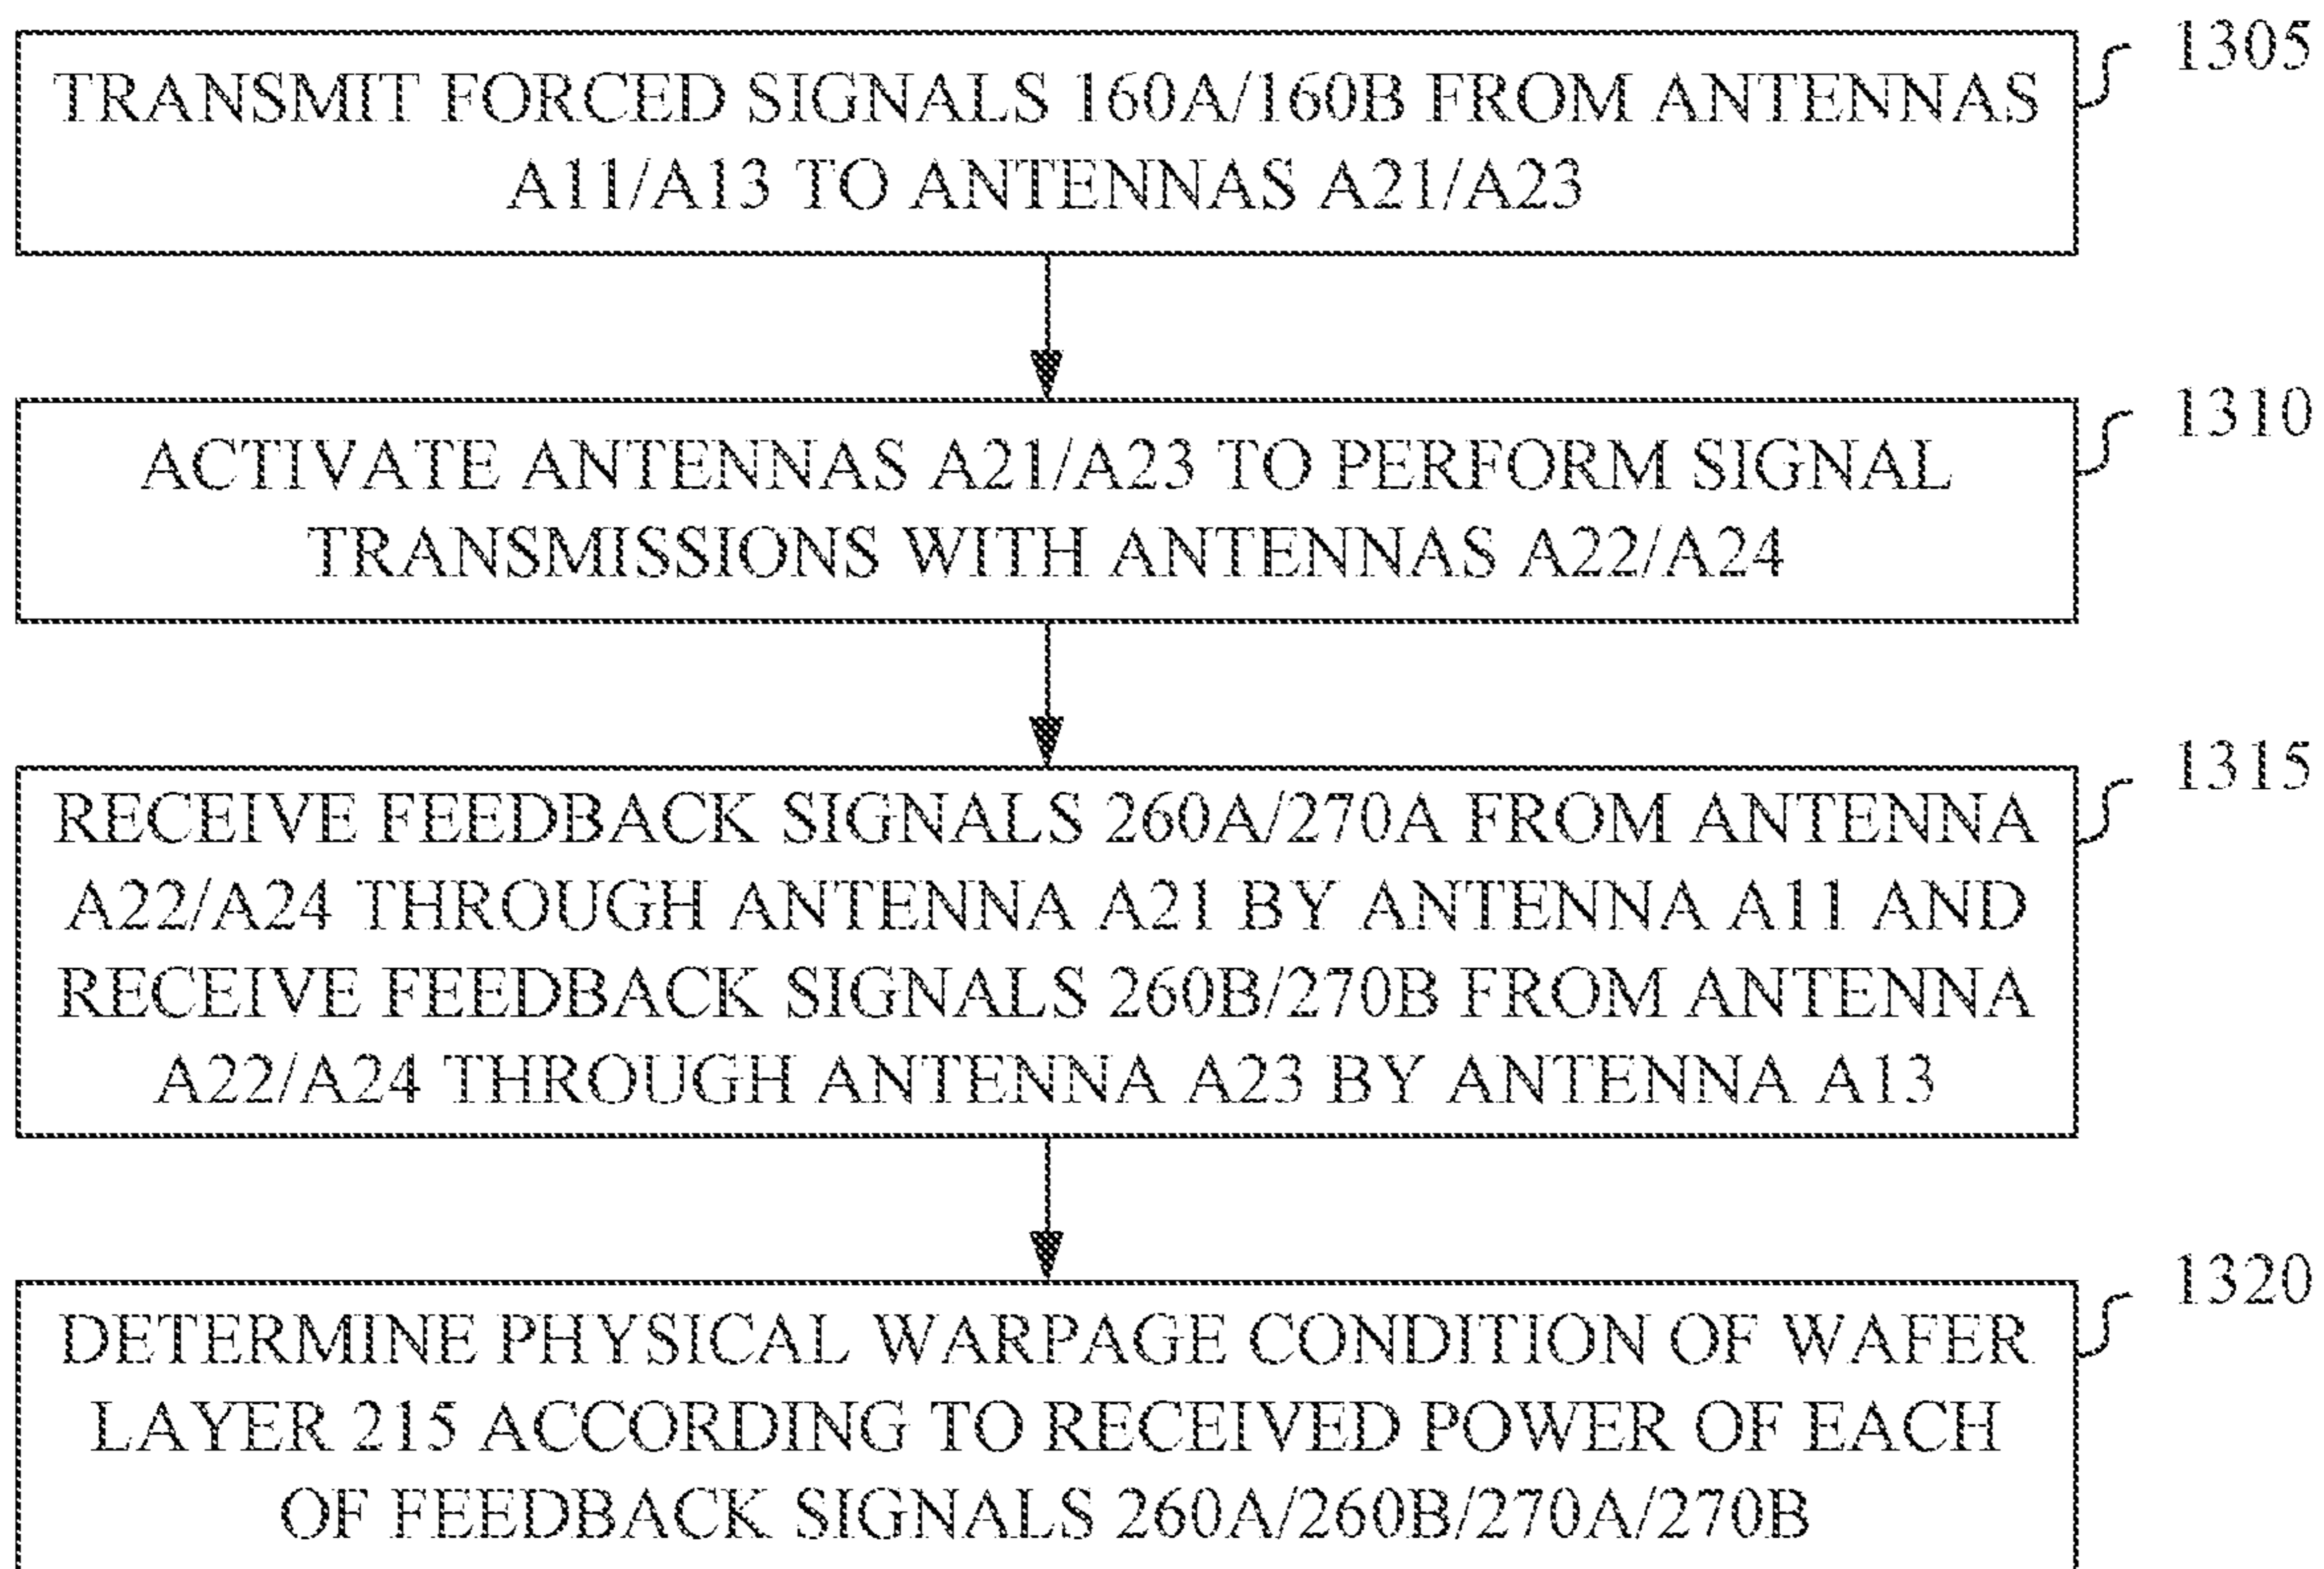 1305
TRANSMIT FORCED SIGNALS 160A/160B FROM ANTENNAS
A11/A13 TO ANTENNAS A21/A23
1310
ACTIVATE ANTENNAS A21/A23 TO PERFORM SIGNAL
TRANSMISSIONS WITH ANTENNAS A22/A24
1315
RECEIVE FEEDBACK SIGNALS 260A/270A FROM ANTENNA
A22/A24 THROUGH ANTENNA A21 BY ANTENNA A11 AND
RECEIVE FEEDBACK SIGNALS 260B/270B FROM ANTENNA
A22/A24 THROUGH ANTENNA A23 BY ANTENNA A13
1320
DETERMINE PHYSICAL WARPAGE CONDITION OF WAFER
LAYER 215 ACCORDING TO RECEIVED POWER OF EACH
OF FEEDBACK SIGNALS 260A/260B/270A/270B